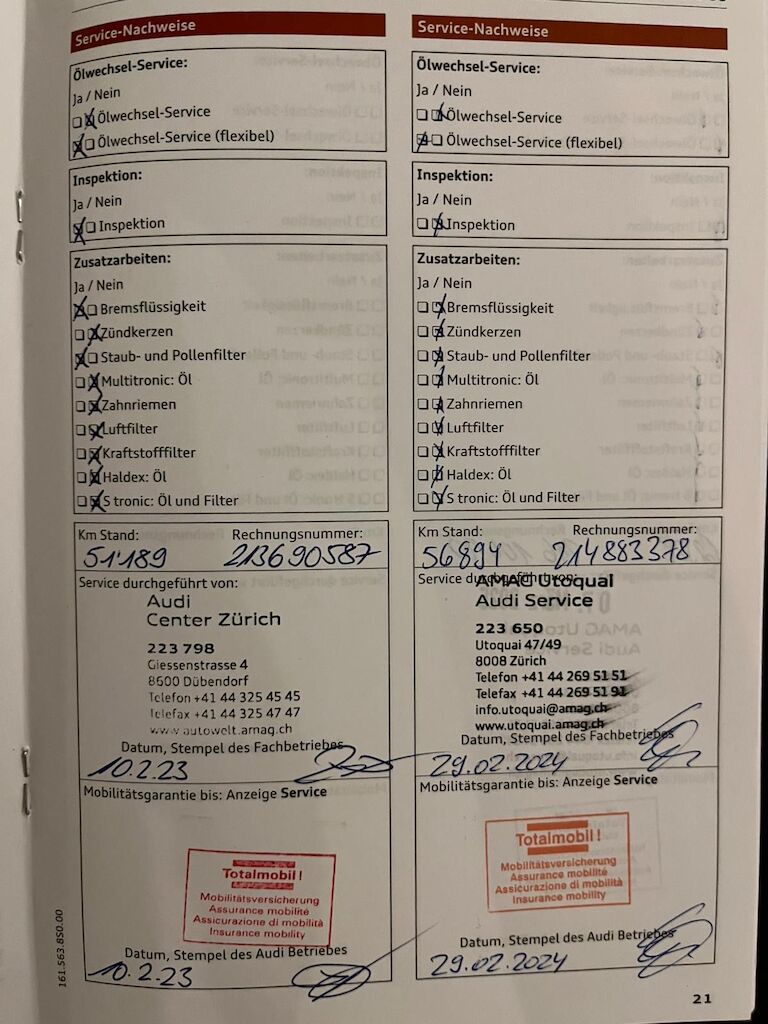 Service-Nachweise
Ölwechsel-Service:
Ja / Nein
Ölwechsel-Service
Ölwechsel-Service (flexibel)
Inspektion:
Ja / Nein
Inspektion
Zusatzarbeiten:
Ja / Nein
Bremsflüssigkeit
Zündkerzen
Staub- und Pollenfilter
Multitronic: Öl
Zahnriemen
Luftfilter
Kraftstofffilter
Haldex: Öl
S tronic: Öl und Filter
Km Stand: Rechnungsnummer:
51'189 213690587
Service durchgeführt von:
Audi
Center Zürich
223 798
Giessenstrasse 4
8600 Dübendorf
Telefon +41 44 325 45 45
Telefax +41 44 325 47 47
www.autowelt.amag.ch
Datum, Stempel des Fachbetriebes
10.2.23
Mobilitätsgarantie bis: Anzeige Service
Totalmobil!
Mobilitätsversicherung
Assurance mobilité
Assicurazione di mobilità
Insurance mobility
Datum, Stempel des Audi Betriebes
10.2.23
161.563.850.00
Service-Nachweise
Ölwechsel-Service:
Ja / Nein
Ölwechsel-Service
Ölwechsel-Service (flexibel)
Inspektion:
Ja / Nein
Inspektion
Zusatzarbeiten:
Ja / Nein
Bremsflüssigkeit
Zündkerzen
Staub- und Pollenfilter
Multitronic: Öl
Zahnriemen
Luftfilter
Kraftstofffilter
Haldex: Öl
S tronic: Öl und Filter
Km Stand: Rechnungsnummer:
56894 214883378
Service durchgeführt von:
AMAG Utoqual
Audi Service
223 650
Utoquai 47/49
8008 Zürich
Telefon +41 44 269 51 51
Telefax +41 44 269 51 91
info.utoquai@amag.ch
www.utoquai.amag.ch
Datum, Stempel des Fachbetriebes
29.02.2024
Mobilitätsgarantie bis: Anzeige Service
Totalmobil!
Mobilitätsversicherung
Assurance mobilité
Assicurazione di mobilità
Insurance mobility
Datum, Stempel des Audi Betriebes
29.02.2024
21